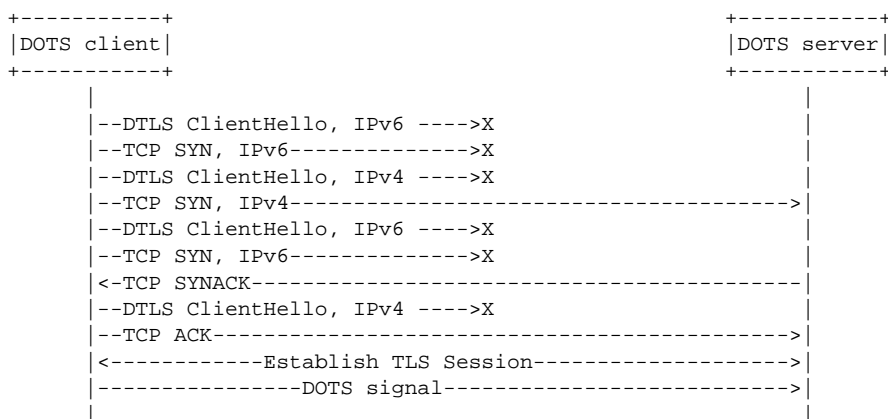 +-----------+                                            +-----------+
|DOTS client|                                            |DOTS server|
+-----------+                                            +-----------+
      |                                                        |
      |--DTLS ClientHello, IPv6 ---->X                         |
      |--TCP SYN, IPv6-------------->X                         |
      |--DTLS ClientHello, IPv4 ---->X                         |
      |--TCP SYN, IPv4--------------------------------------->|
      |--DTLS ClientHello, IPv6 ---->X                         |
      |--TCP SYN, IPv6-------------->X                         |
      |<-TCP SYNACK-------------------------------------------|
      |--DTLS ClientHello, IPv4 ---->X                         |
      |--TCP ACK--------------------------------------------->|
      |<------------Establish TLS Session-------------------->|
      |----------------DOTS signal--------------------------->|
      |                                                        |